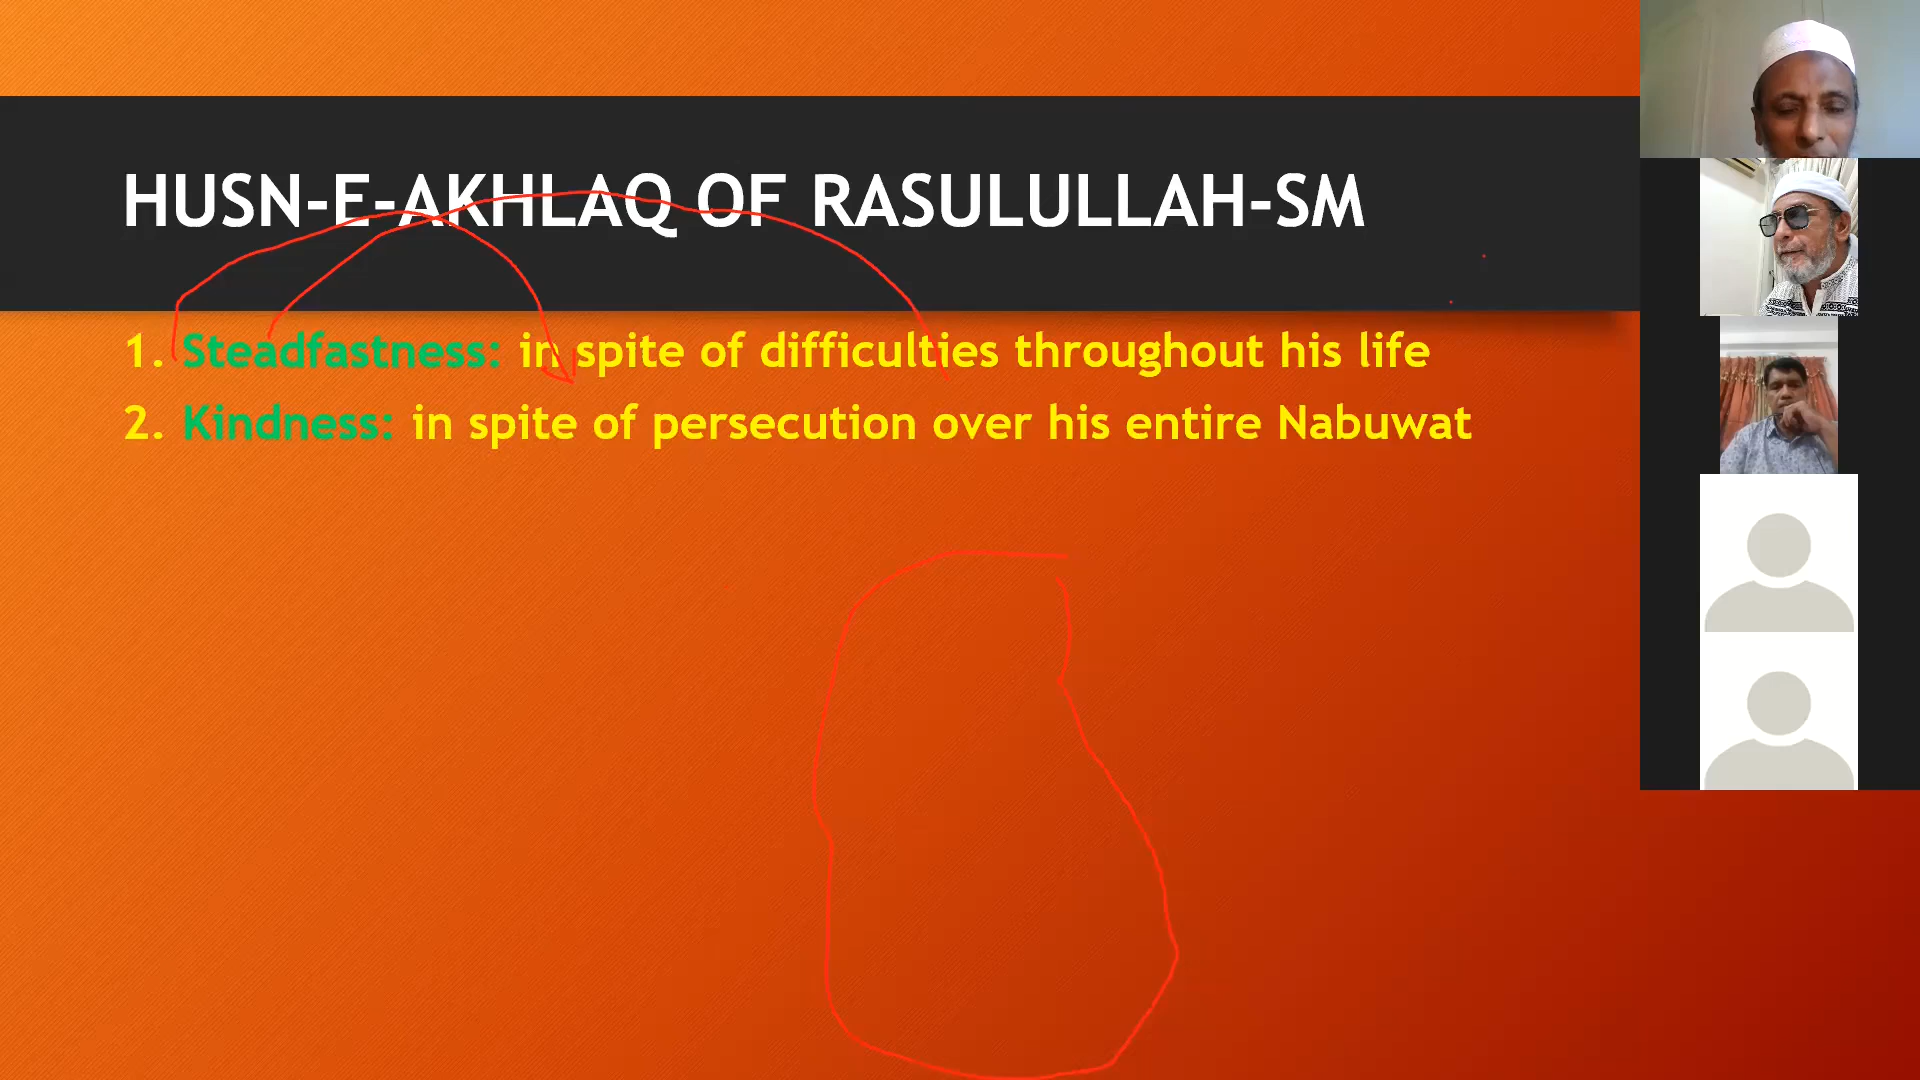 HUSN-E-AKHLAQ OF RASULULLAH-SM
1. Steadfastness: in spite of difficulties throughout his life
2. Kindness: in spite of persecution over his entire Nabuwat